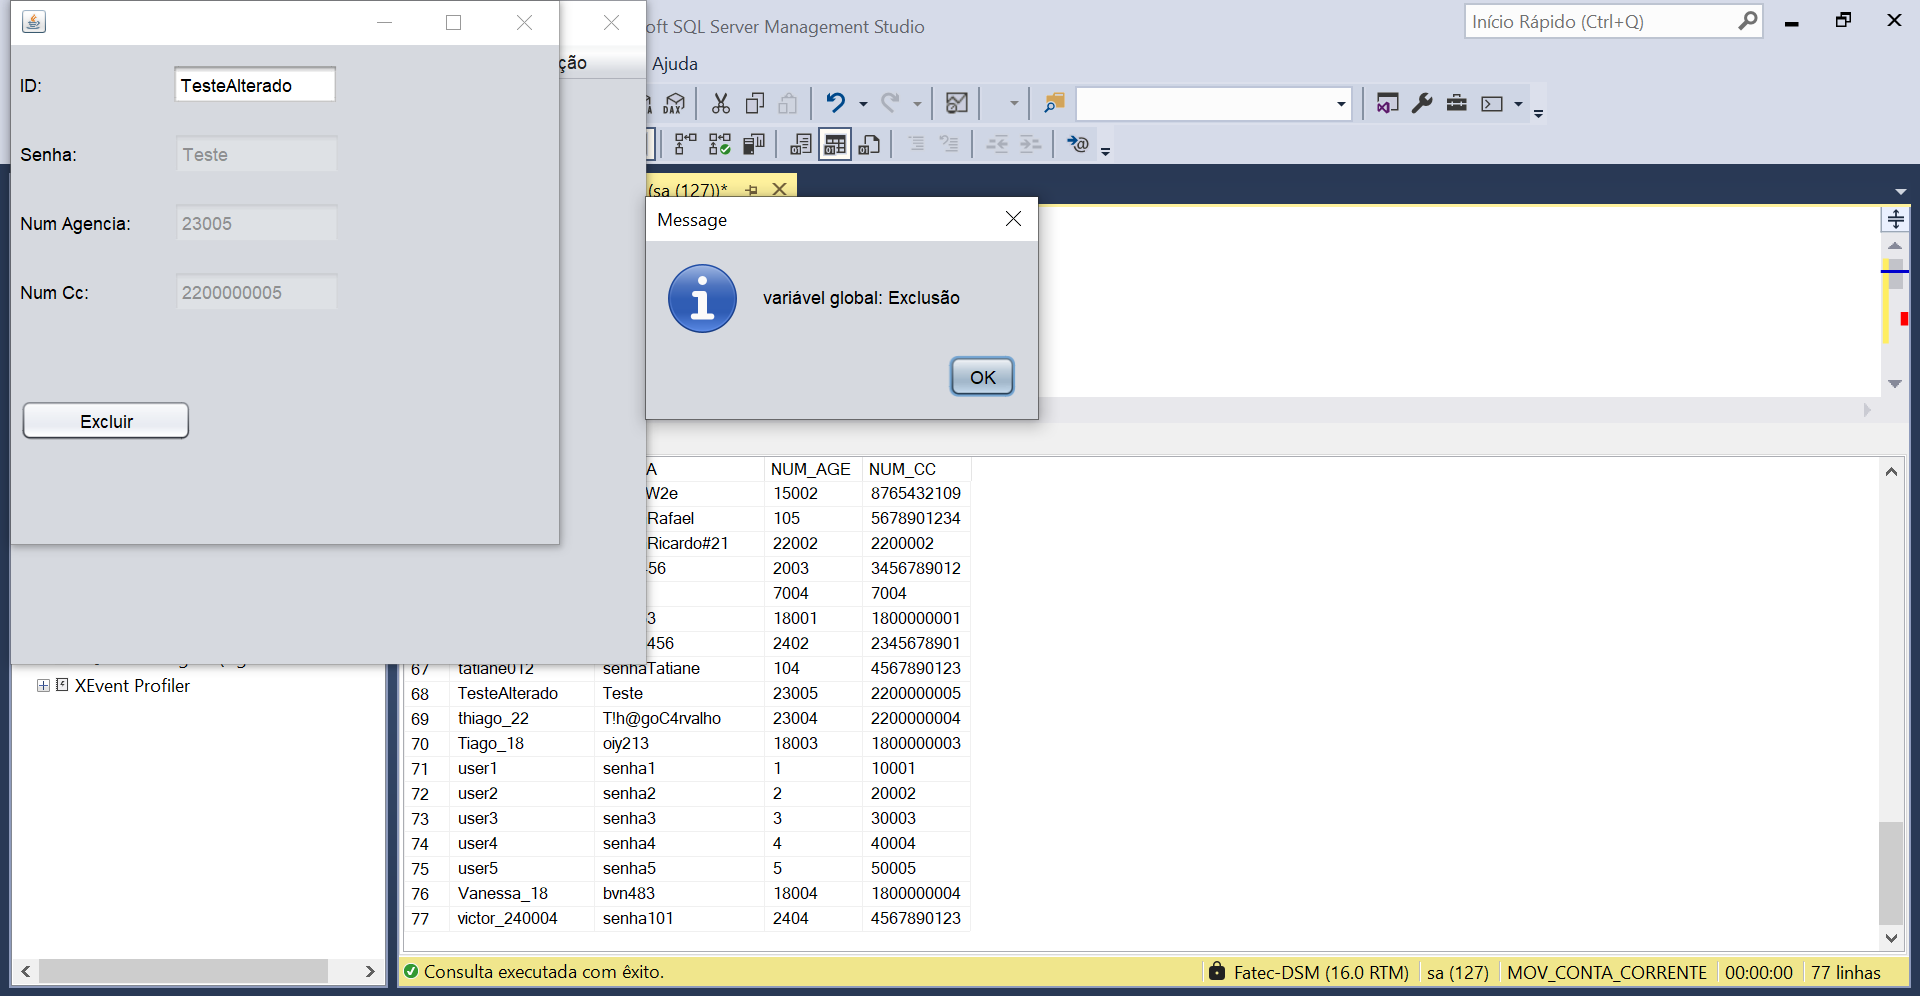 oft SQL Server Management Studio
Início Rápido (Ctrl+Q)
ção
Ajuda
ID:
TesteAlterado
DAX
Senha:
Teste
(sa (127))*
Num Agencia:
23005
Message
Num Cc:
2200000005
variável global: Exclusão
OK
Excluir
A NUM_AGE NUM_CC
W2e 15002 8765432109
Rafael 105 5678901234
Ricardo#21 22002 2200002
56 2003 3456789012
7004 7004
3 18001 1800000001
456 2402 2345678901
67 tatiane012 senhaTatiane 104 4567890123
XEvent Profiler
68 TesteAlterado Teste 23005 2200000005
69 thiago_22 T!h@goC4rvalho 23004 2200000004
70 Tiago_18 oiy213 18003 1800000003
71 user1 senha1 1 10001
72 user2 senha2 2 20002
73 user3 senha3 3 30003
74 user4 senha4 4 40004
75 user5 senha5 5 50005
76 Vanessa_18 bvn483 18004 1800000004
77 victor_240004 senha101 2404 4567890123
Consulta executada com êxito.
Fatec-DSM (16.0 RTM)
sa (127)
MOV_CONTA_CORRENTE
00:00:00
77 linhas